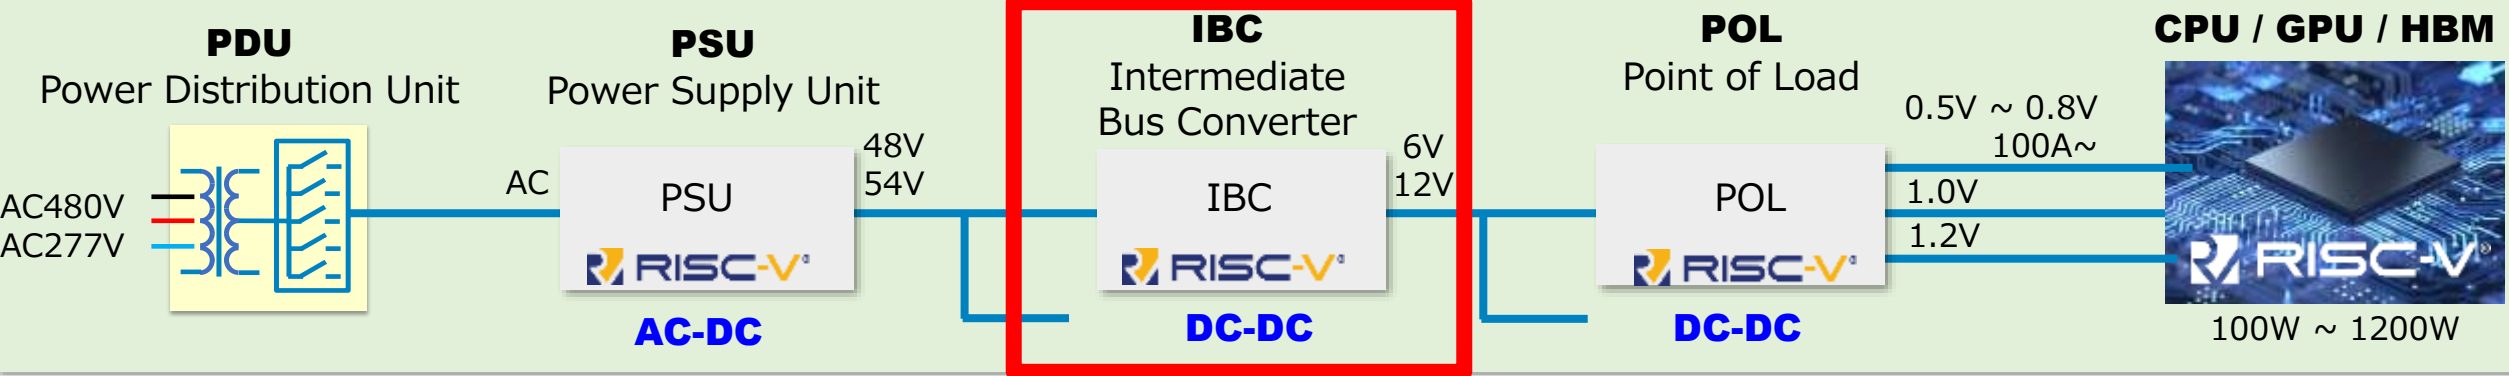 PDU
Power Distribution Unit
AC480V
AC277V
PSU
Power Supply Unit
AC
PSU
RISC-V®
AC-DC
48V
54V
IBC
Intermediate
Bus Converter
IBC
RISC-V®
DC-DC
6V
12V
POL
Point of Load
POL
RISC-V®
DC-DC
0.5V ~ 0.8V
100A~
1.0V
1.2V
CPU / GPU / HBM
RISC-V®
100W ~ 1200W